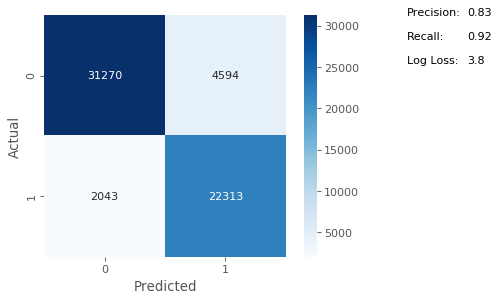 Precision: 0.83
Recall: 0.92
Log Loss: 3.8
30000
25000
20000
15000
10000
5000
Actual
0
1
31270 4594
2043 22313
0 1
Predicted